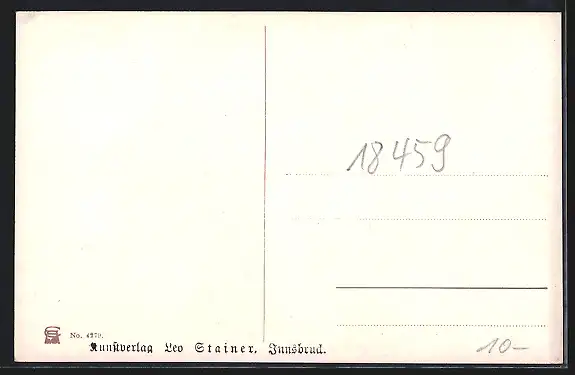 18459
No. 4279.
Kunstverlag Leo Stainer, Innsbruck.
10-